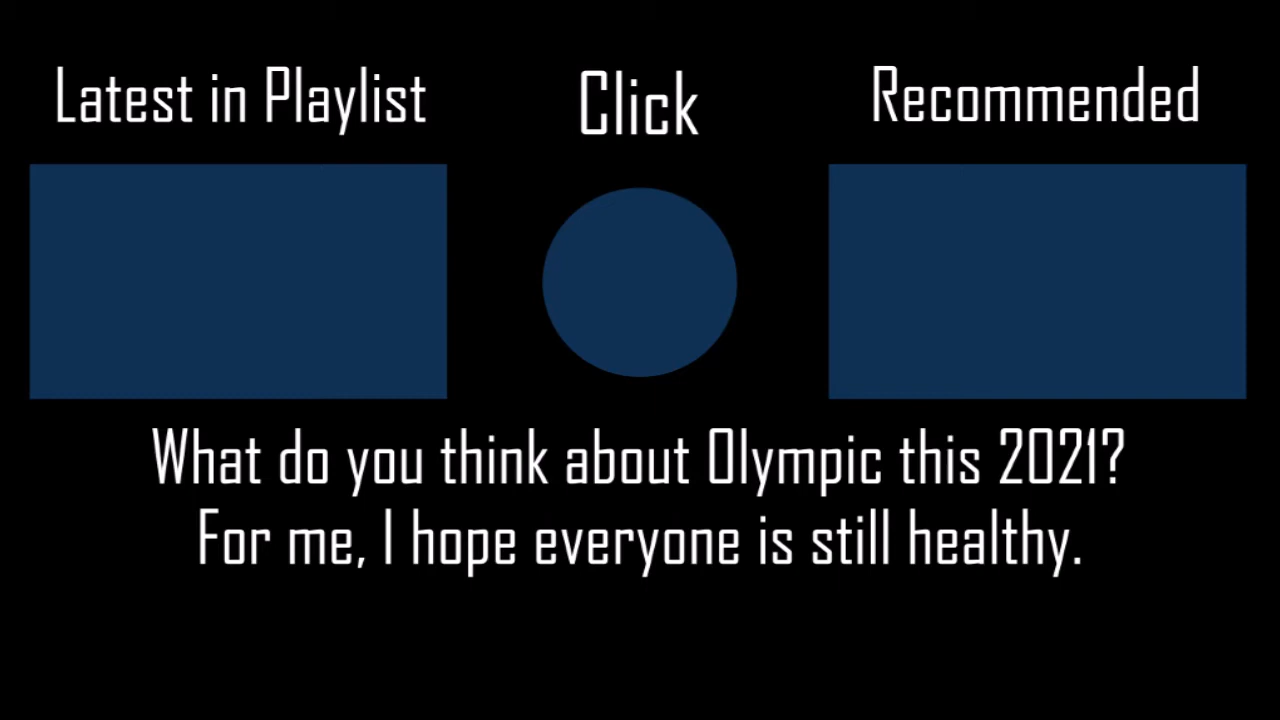 Latest in Playlist
Click
Recommended
What do you think about Olympic this 2021?
For me, I hope everyone is still healthy.